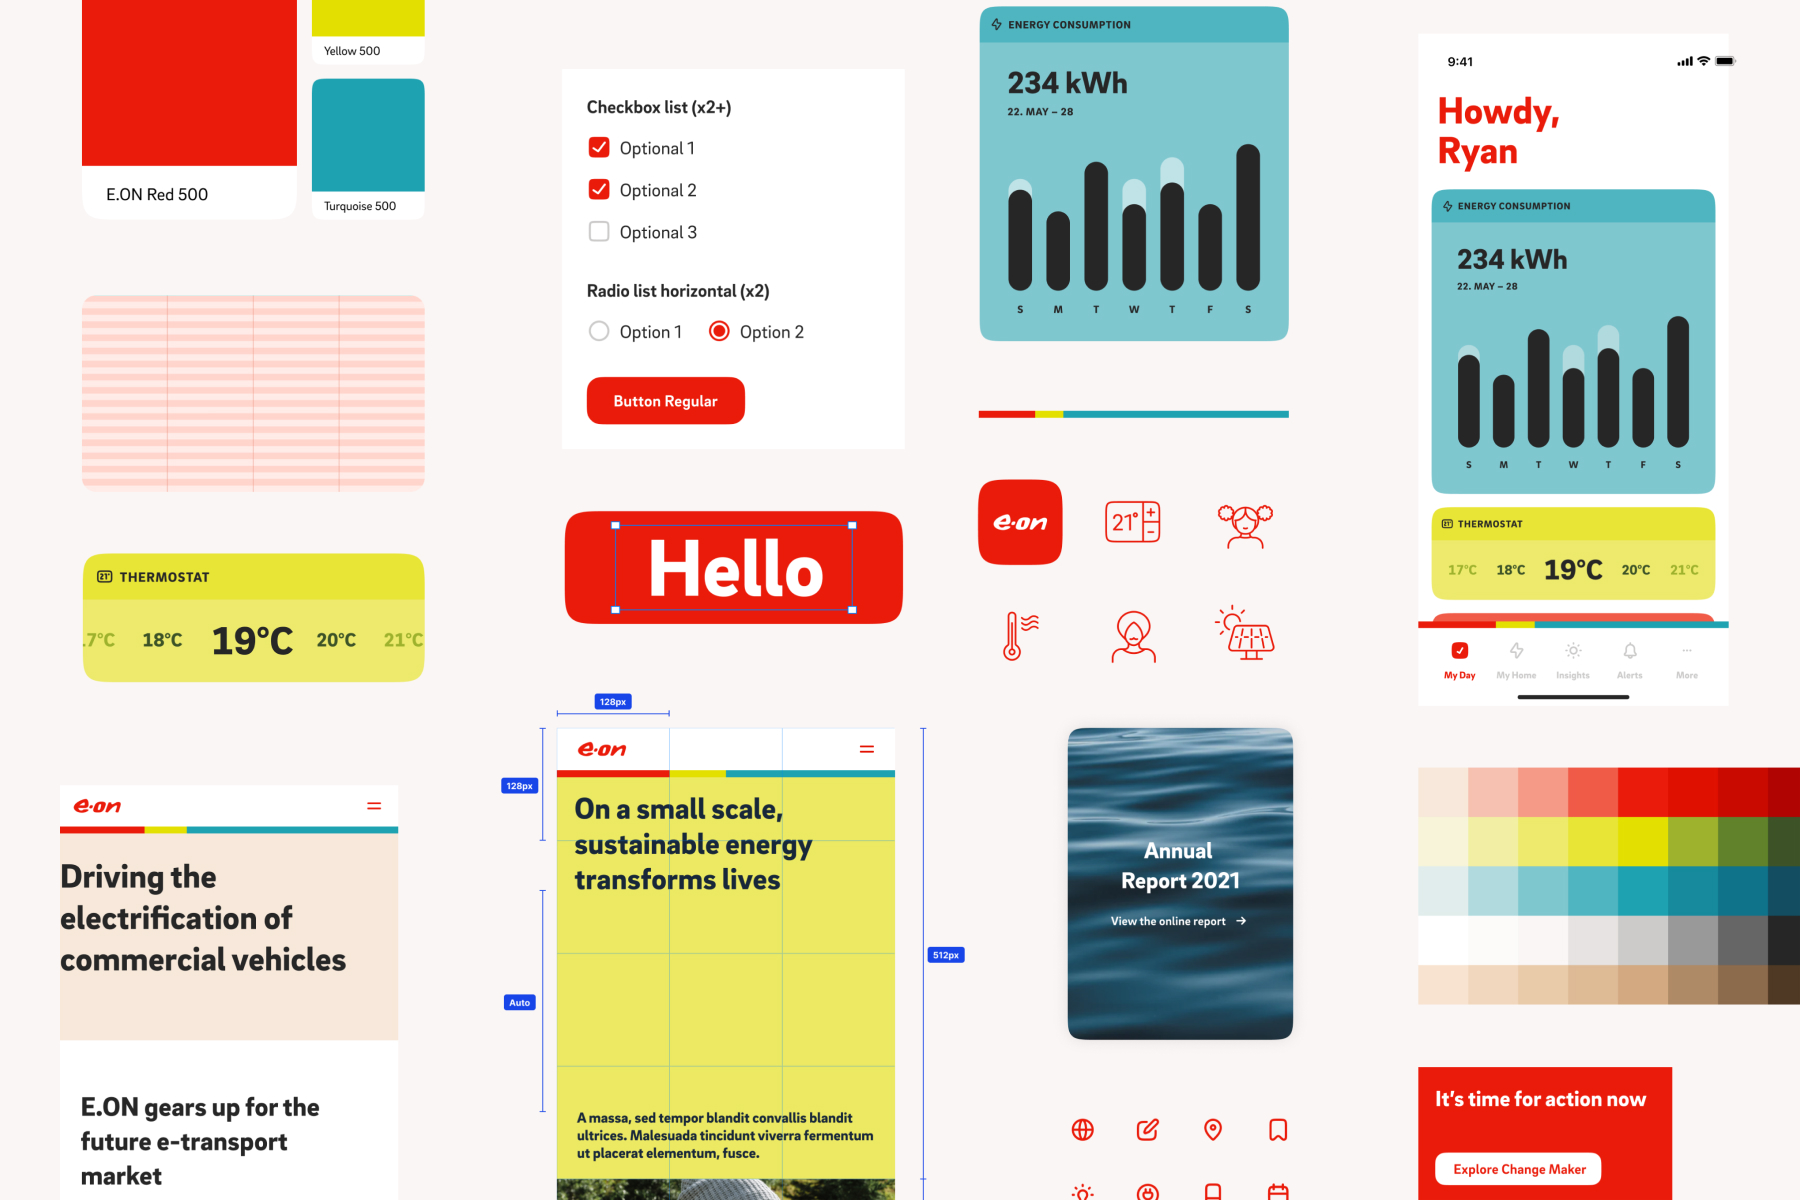 Yellow 500
E.ON Red 500
Turquoise 500
THERMOSTAT
.7°C 18°C 19°C 20°C 21°C
e·on
Driving the
electrification of
commercial vehicles
E.ON gears up for the
future e-transport
market
Checkbox list (x2+)
Optional 1
Optional 2
Optional 3
Radio list horizontal (x2)
Option 1 Option 2
Button Regular
Hello
128px
128px
Auto
512px
e·on
On a small scale,
sustainable energy
transforms lives
A massa, sed tempor blandit convallis blandit
ultrices. Malesuada tincidunt viverra fermentum
ut placerat elementum, fusce.
ENERGY CONSUMPTION
234 kWh
22. MAY – 28
S M T W T F S
e·on
21°
Annual
Report 2021
View the online report →
9:41
Howdy,
Ryan
ENERGY CONSUMPTION
234 kWh
22. MAY – 28
S M T W T F S
THERMOSTAT
17°C 18°C 19°C 20°C 21°C
My Day My Home Insights Alerts More
It's time for action now
Explore Change Maker